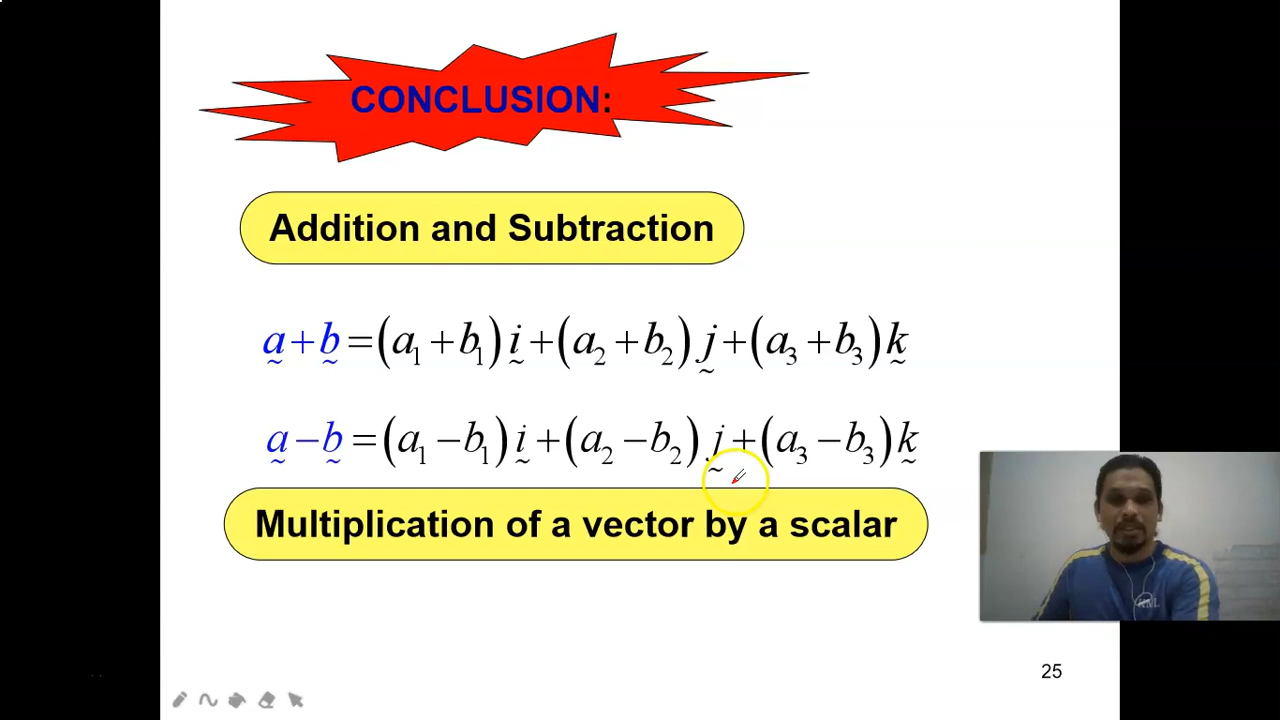 CONCLUSION:
Addition and Subtraction
a̰ + b̰ = (a₁ + b₁) ḭ + (a₂ + b₂) j̰ + (a₃ + b₃) k̰
a̰ − b̰ = (a₁ − b₁) ḭ + (a₂ − b₂) j̰ + (a₃ − b₃) k̰
Multiplication of a vector by a scalar
25